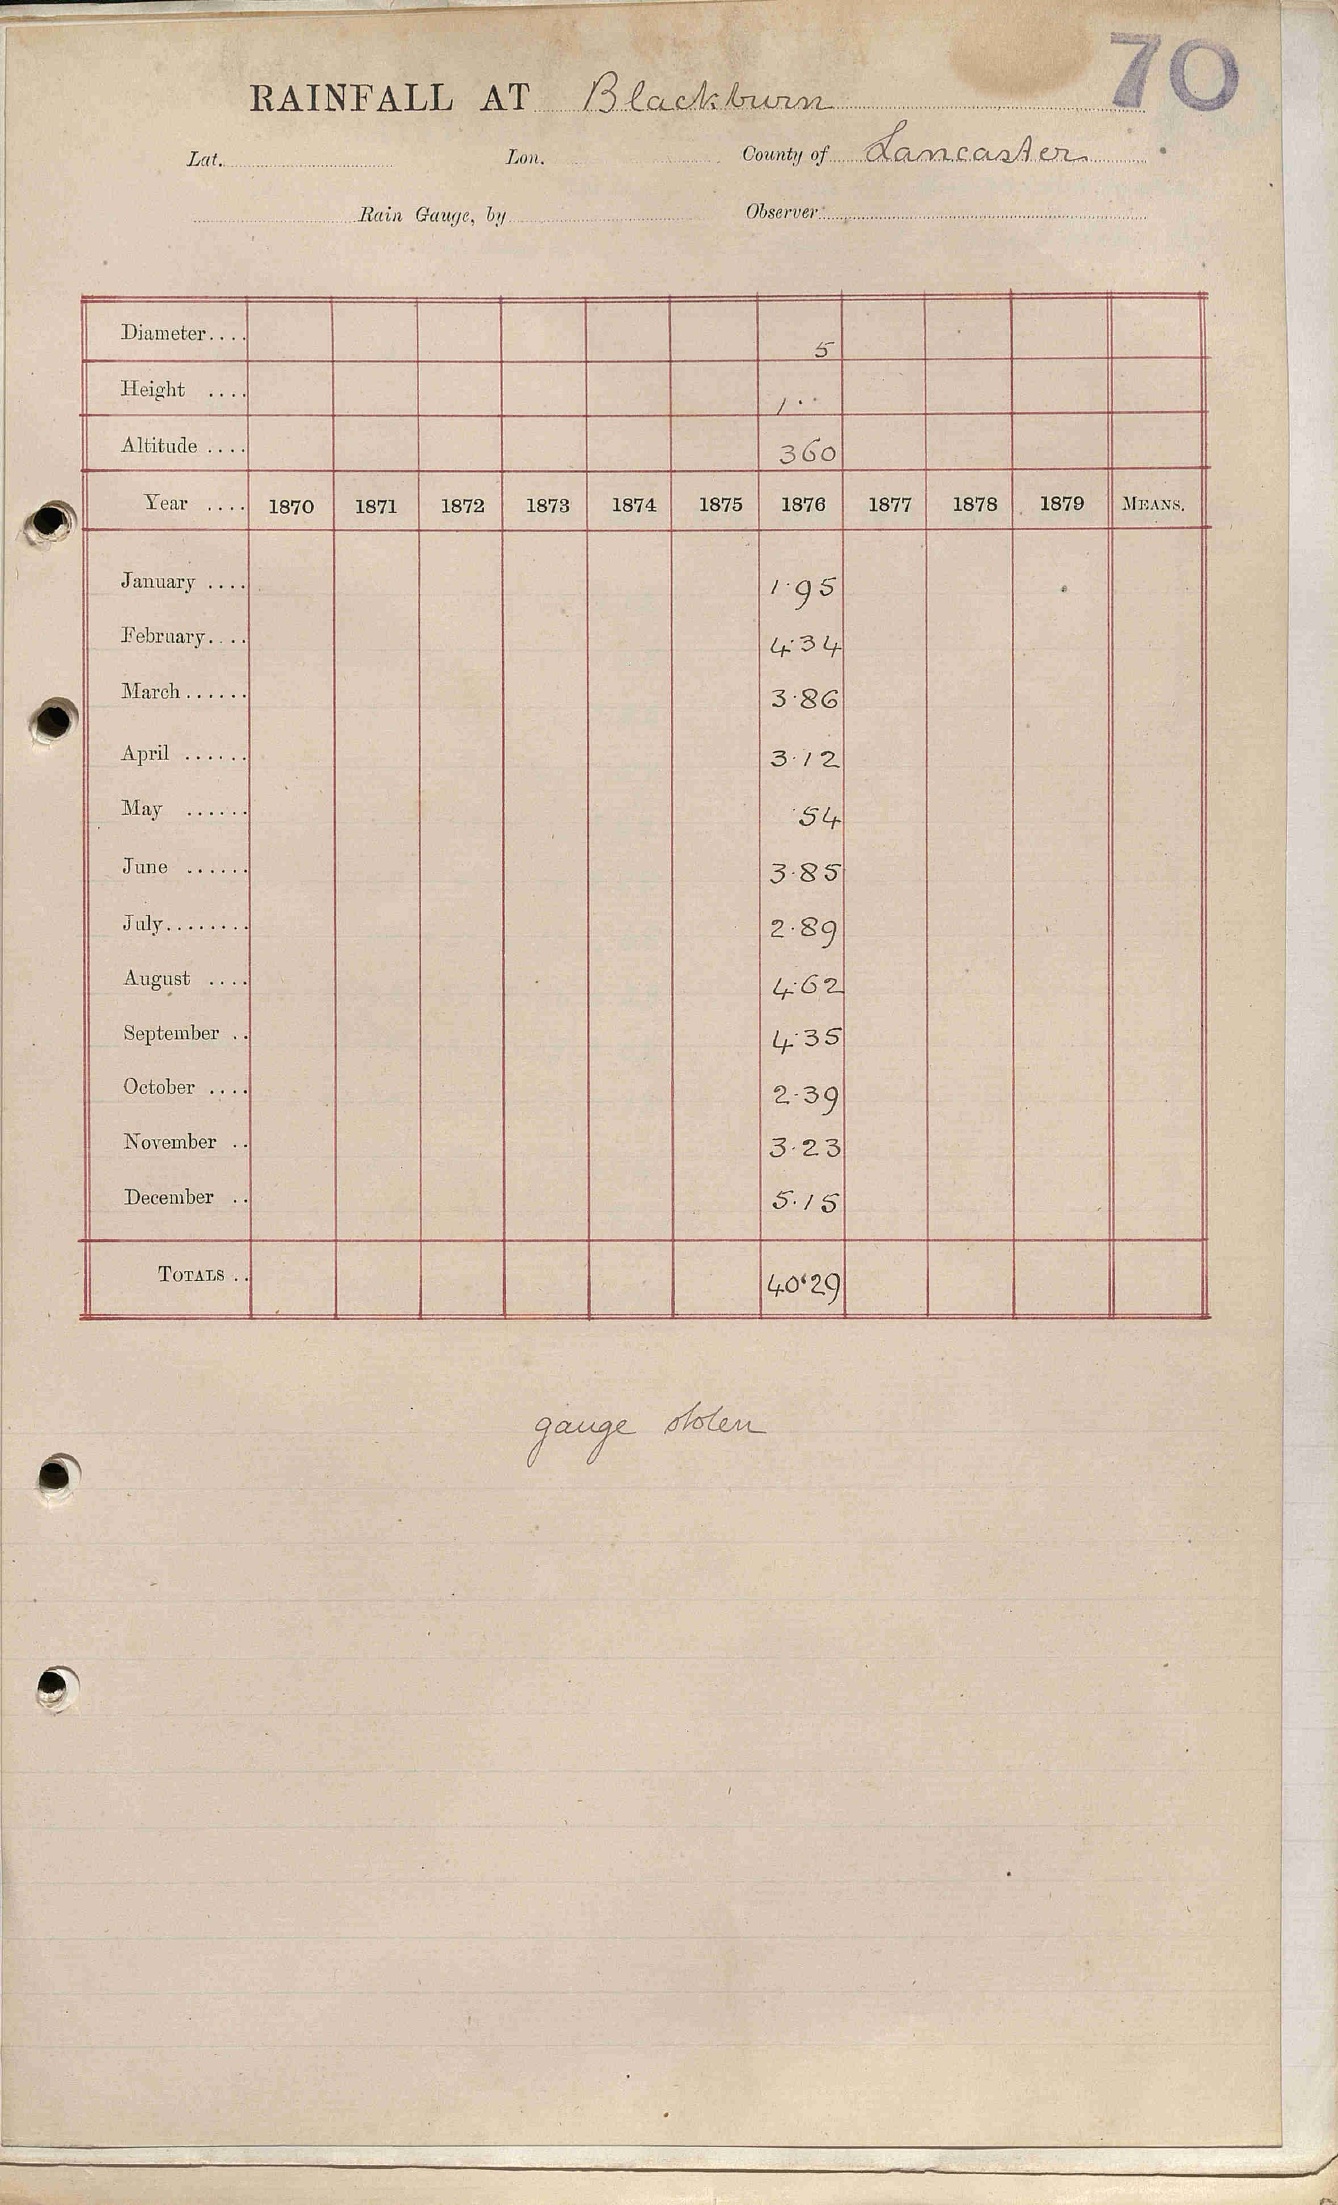 70
RAINFALL AT Blackburn
Lat. Lon. County of Lancaster
Rain Gauge, by Observer
Diameter.... 5
Height .... 1··
Altitude .... 360
Year .... 1870 1871 1872 1873 1874 1875 1876 1877 1878 1879 MEANS.
January .... 1·95
February.... 4·34
March...... 3·86
April ...... 3·12
May ...... ·54
June ...... 3·85
July........ 2·89
August .... 4·62
September .. 4·35
October .... 2·39
November .. 3·23
December .. 5·15
TOTALS .. 40·29
gauge stolen